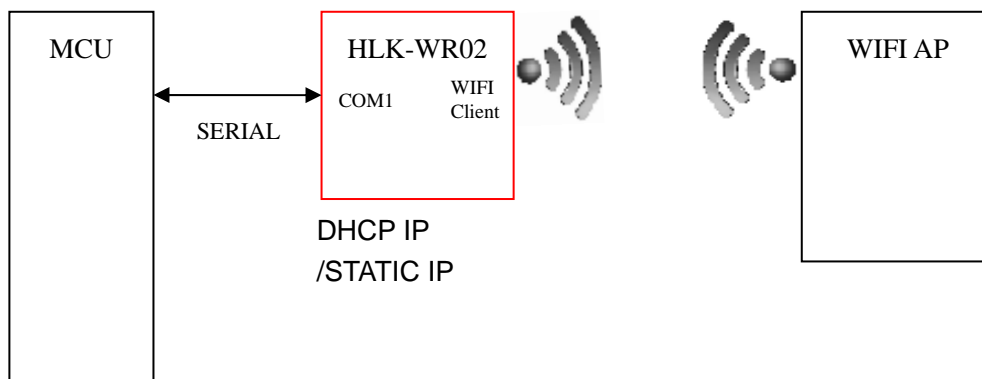 MCU
HLK-WR02
WIFI AP
COM1
WIFI
Client
SERIAL
DHCP IP
/STATIC IP